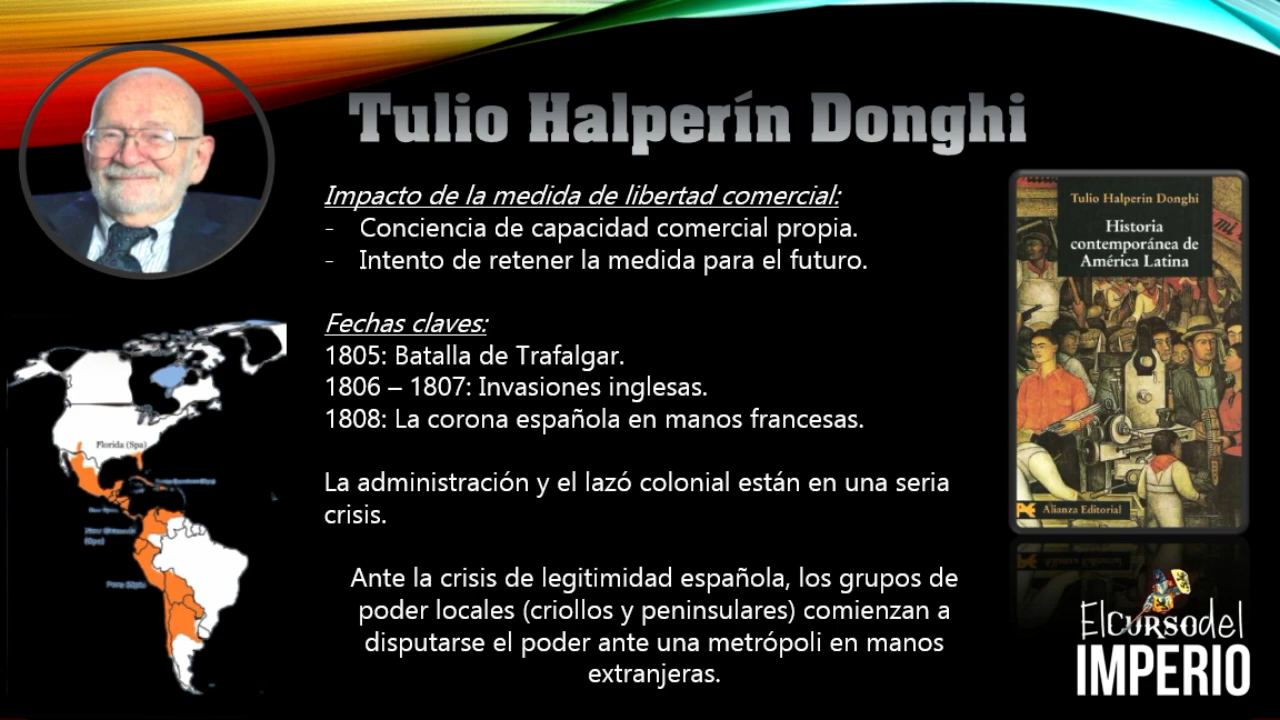 Tulio Halperín Donghi
Impacto de la medida de libertad comercial:
- Conciencia de capacidad comercial propia.
- Intento de retener la medida para el futuro.
Fechas claves:
1805: Batalla de Trafalgar.
1806 – 1807: Invasiones inglesas.
1808: La corona española en manos francesas.
La administración y el lazó colonial están en una seria
crisis.
Ante la crisis de legitimidad española, los grupos de
poder locales (criollos y peninsulares) comienzan a
disputarse el poder ante una metrópoli en manos
extranjeras.
Florida (Spa)
Tulio Halperin Donghi
Historia
contemporánea de
América Latina
Alianza Editorial
El CURSO del
IMPERIO